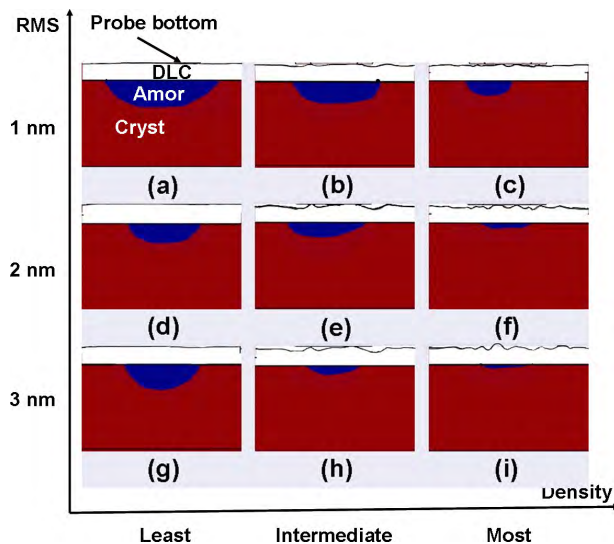 RMS
Probe bottom
DLC
Amor
Cryst
1 nm
(a)
(b)
(c)
2 nm
(d)
(e)
(f)
3 nm
(g)
(h)
(i)
Density
Least
Intermediate
Most